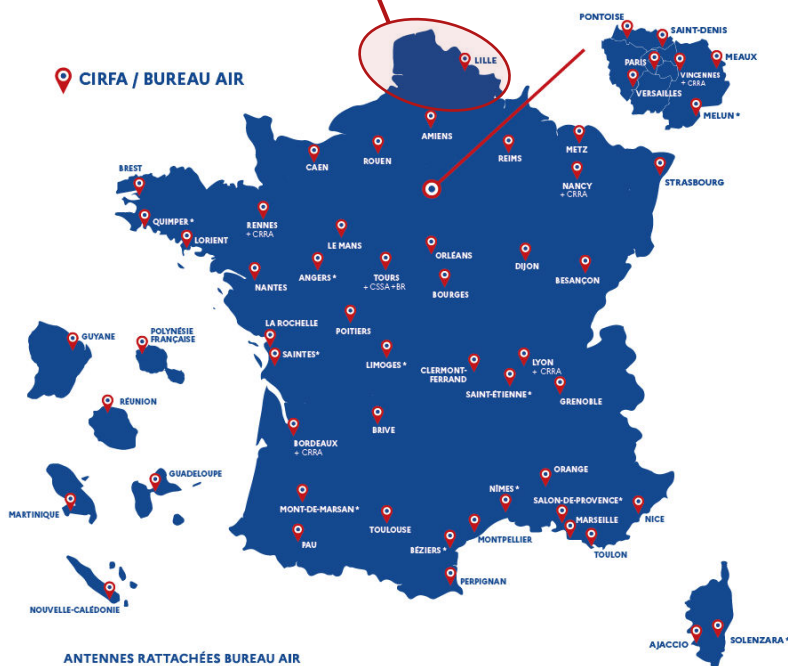 CIRFA / BUREAU AIR
PONTOISE
SAINT-DENIS
PARIS
MEAUX
VINCENNES
+ CRRA
VERSAILLES
MELUN *
LILLE
AMIENS
ROUEN
CAEN
REIMS
METZ
NANCY
+ CRRA
STRASBOURG
BREST
QUIMPER *
LORIENT
RENNES
+ CRRA
LE MANS
ORLÉANS
ANGERS *
TOURS
+ CSSA+BR
NANTES
BOURGES
DIJON
BESANÇON
LA ROCHELLE
SAINTES*
POITIERS
LIMOGES *
CLERMONT-
FERRAND
LYON
+ CRRA
SAINT-ÉTIENNE *
GRENOBLE
GUYANE
POLYNÉSIE
FRANÇAISE
RÉUNION
BRIVE
BORDEAUX
+ CRRA
GUADELOUPE
MARTINIQUE
ORANGE
NÎMES *
SALON-DE-PROVENCE*
MONT-DE-MARSAN *
TOULOUSE
MARSEILLE
NICE
PAU
BÉZIERS *
MONTPELLIER
TOULON
PERPIGNAN
NOUVELLE-CALÉDONIE
AJACCIO
SOLENZARA *
ANTENNES RATTACHÉES BUREAU AIR